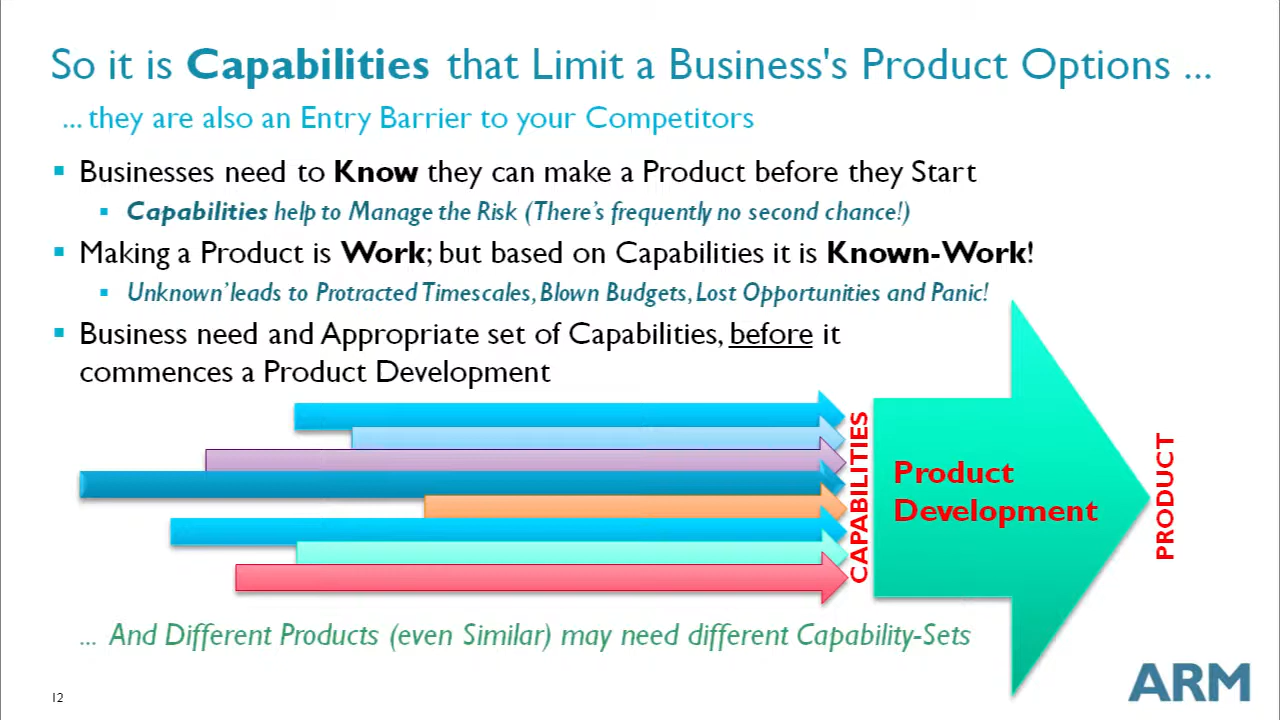 So it is Capabilities that Limit a Business's Product Options ...
... they are also an Entry Barrier to your Competitors
Businesses need to Know they can make a Product before they Start
Capabilities help to Manage the Risk (There's frequently no second chance!)
Making a Product is Work; but based on Capabilities it is Known-Work!
Unknown' leads to Protracted Timescales, Blown Budgets, Lost Opportunities and Panic!
Business need and Appropriate set of Capabilities, before it
commences a Product Development
CAPABILITIES
Product
Development
PRODUCT
... And Different Products (even Similar) may need different Capability-Sets
12
ARM